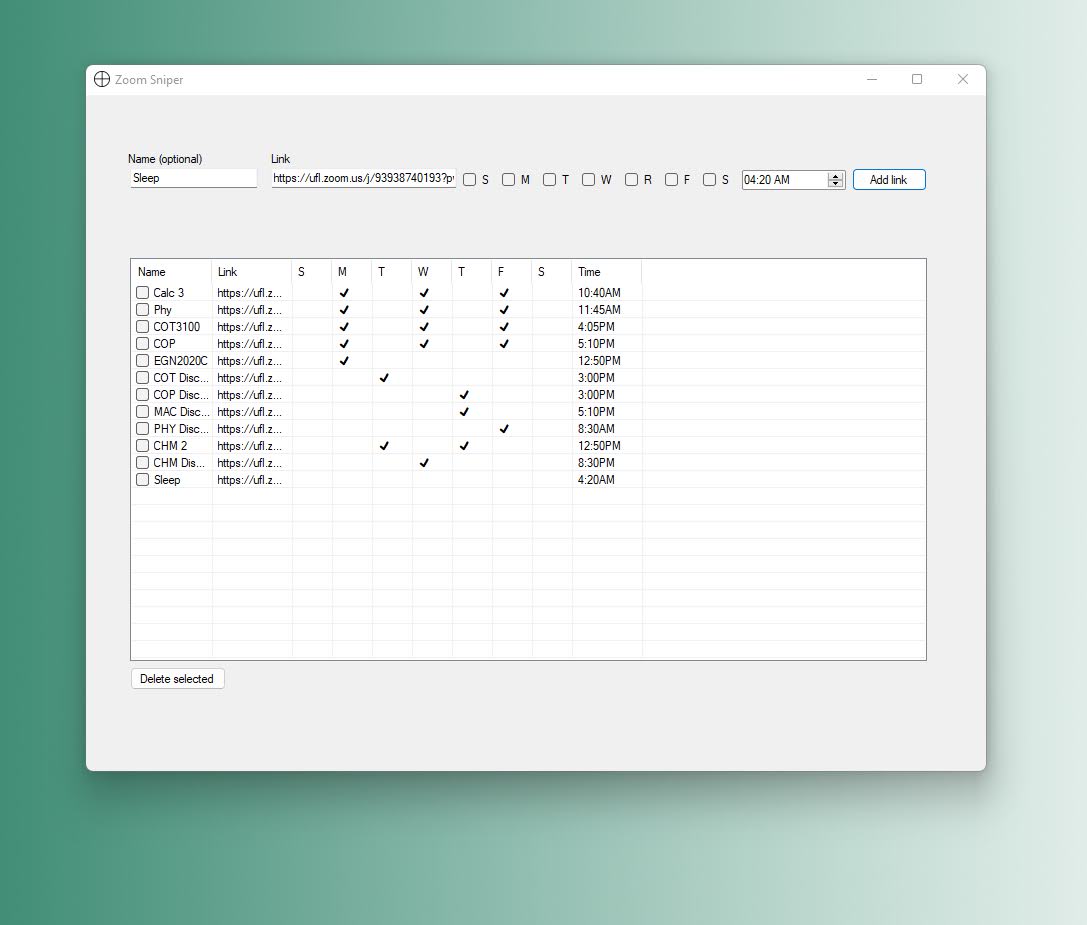 Zoom Sniper
Name (optional) Link
Sleep https://ufl.zoom.us/j/93938740193?p S M T W R F S 04:20 AM Add link
Name Link S M T W T F S Time
Calc 3 https://ufl.z... ✓ ✓ ✓ 10:40AM
Phy https://ufl.z... ✓ ✓ ✓ 11:45AM
COT3100 https://ufl.z... ✓ ✓ ✓ 4:05PM
COP https://ufl.z... ✓ ✓ ✓ 5:10PM
EGN2020C https://ufl.z... ✓ 12:50PM
COT Disc... https://ufl.z... ✓ 3:00PM
COP Disc... https://ufl.z... ✓ 3:00PM
MAC Disc... https://ufl.z... ✓ 5:10PM
PHY Disc... https://ufl.z... ✓ 8:30AM
CHM 2 https://ufl.z... ✓ ✓ 12:50PM
CHM Dis... https://ufl.z... ✓ 8:30PM
Sleep https://ufl.z... 4:20AM
Delete selected